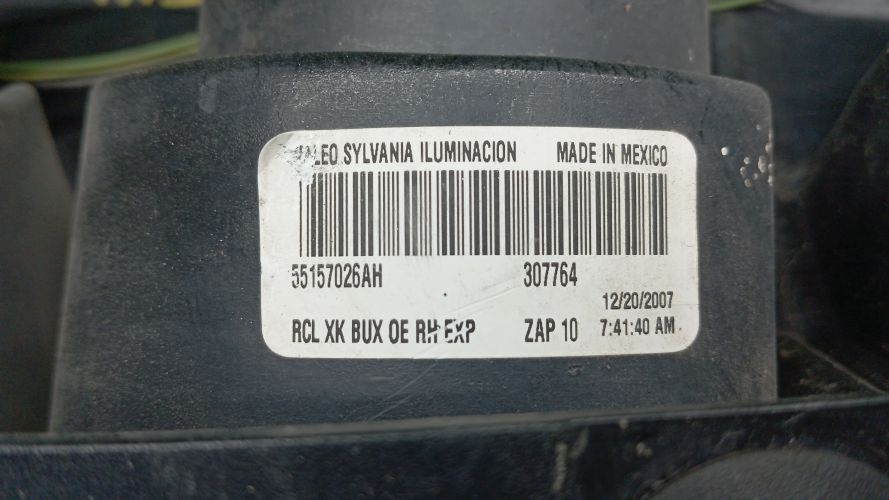 SYLVANIA ILUMINACION MADE IN MEXICO
55157026AH 307764
12/20/2007
RCL XK BUX OE RH EXP ZAP 10 7:41:40 AM